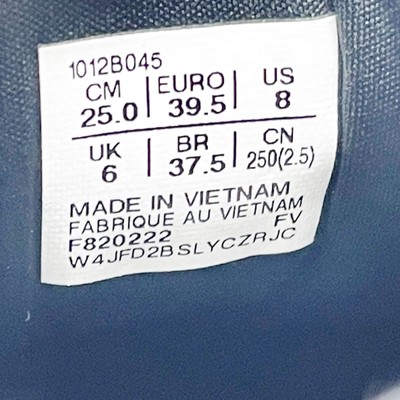 1012B045
CM | EURO | US
25.0 | 39.5 | 8
UK | BR | CN
6 | 37.5 | 250(2.5)
MADE IN VIETNAM
FABRIQUE AU VIETNAM
F820222 FV
W4JFD2BSLYCZRJC